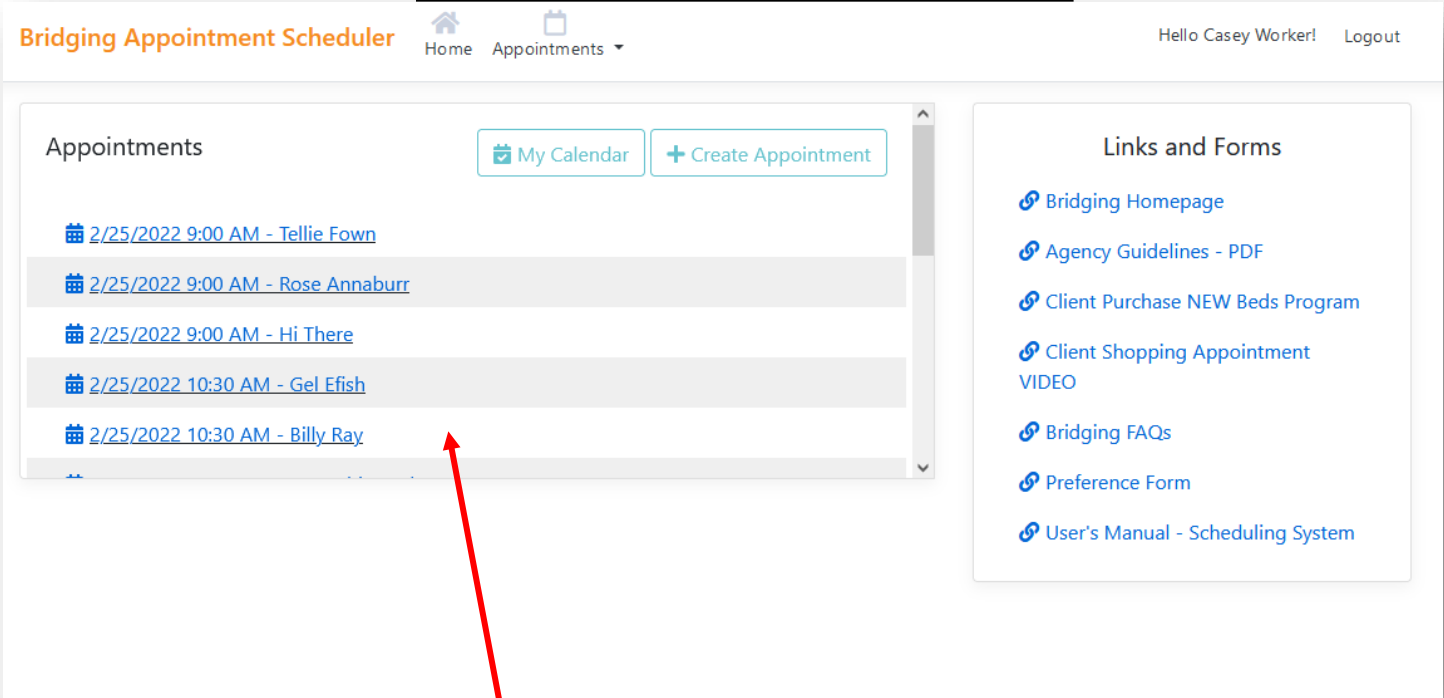 Bridging Appointment Scheduler
Home
Appointments
Hello Casey Worker!
Logout
Appointments
My Calendar
Create Appointment
2/25/2022 9:00 AM - Tellie Fown
2/25/2022 9:00 AM - Rose Annaburr
2/25/2022 9:00 AM - Hi There
2/25/2022 10:30 AM - Gel Efish
2/25/2022 10:30 AM - Billy Ray
Links and Forms
Bridging Homepage
Agency Guidelines - PDF
Client Purchase NEW Beds Program
Client Shopping Appointment
VIDEO
Bridging FAQs
Preference Form
User's Manual - Scheduling System